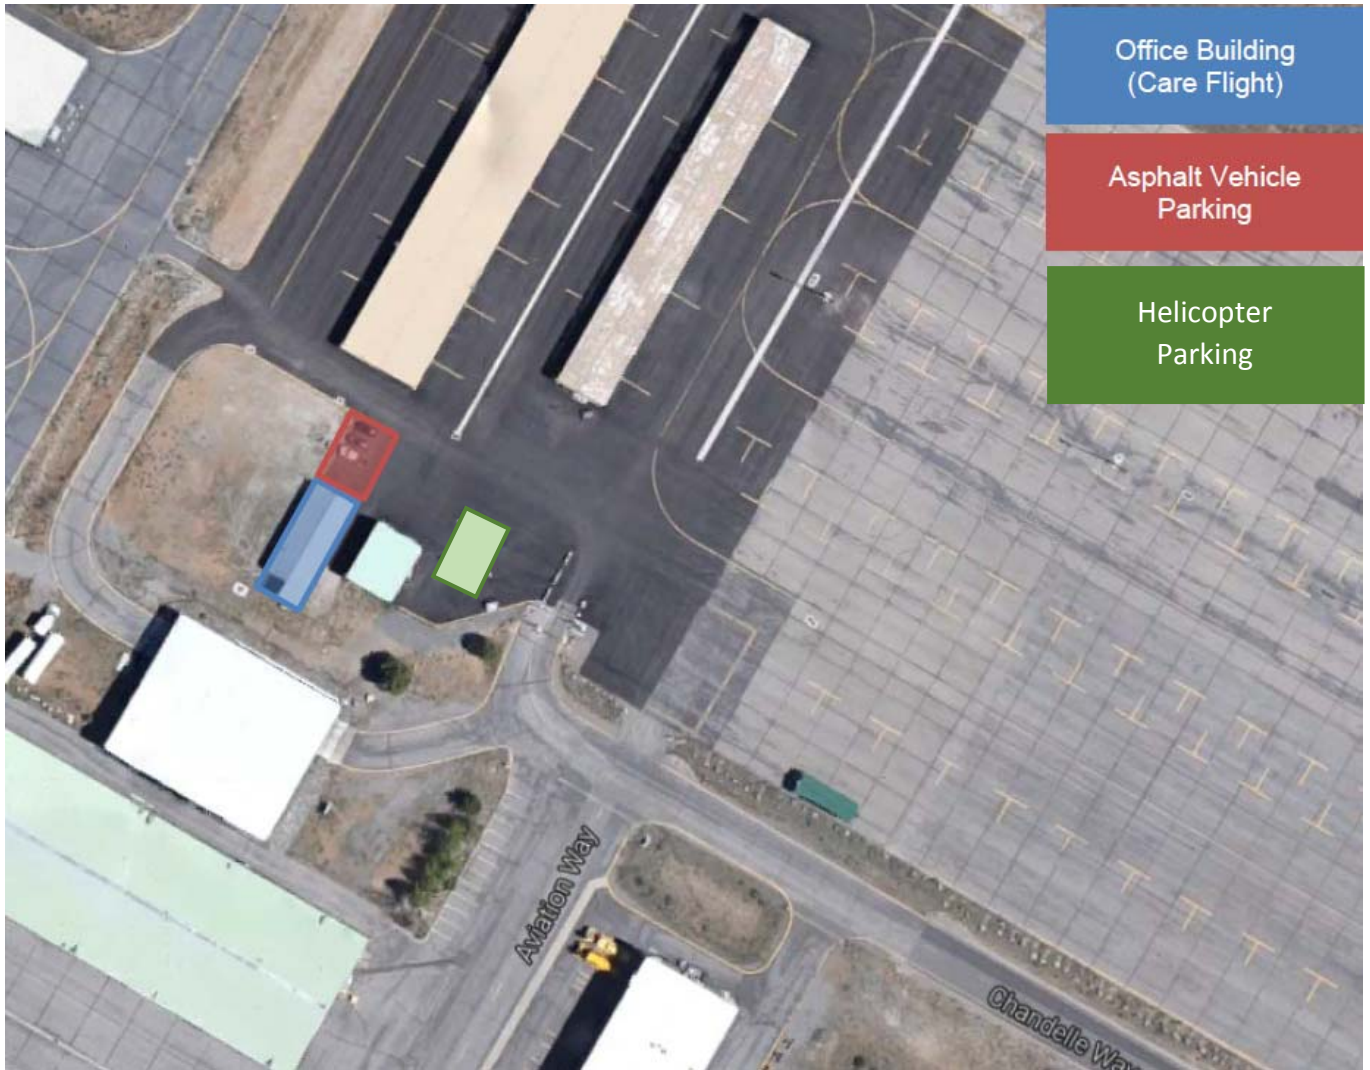 Office Building
(Care Flight)
Asphalt Vehicle
Parking
Helicopter
Parking
Aviation Way
Chandelle Way